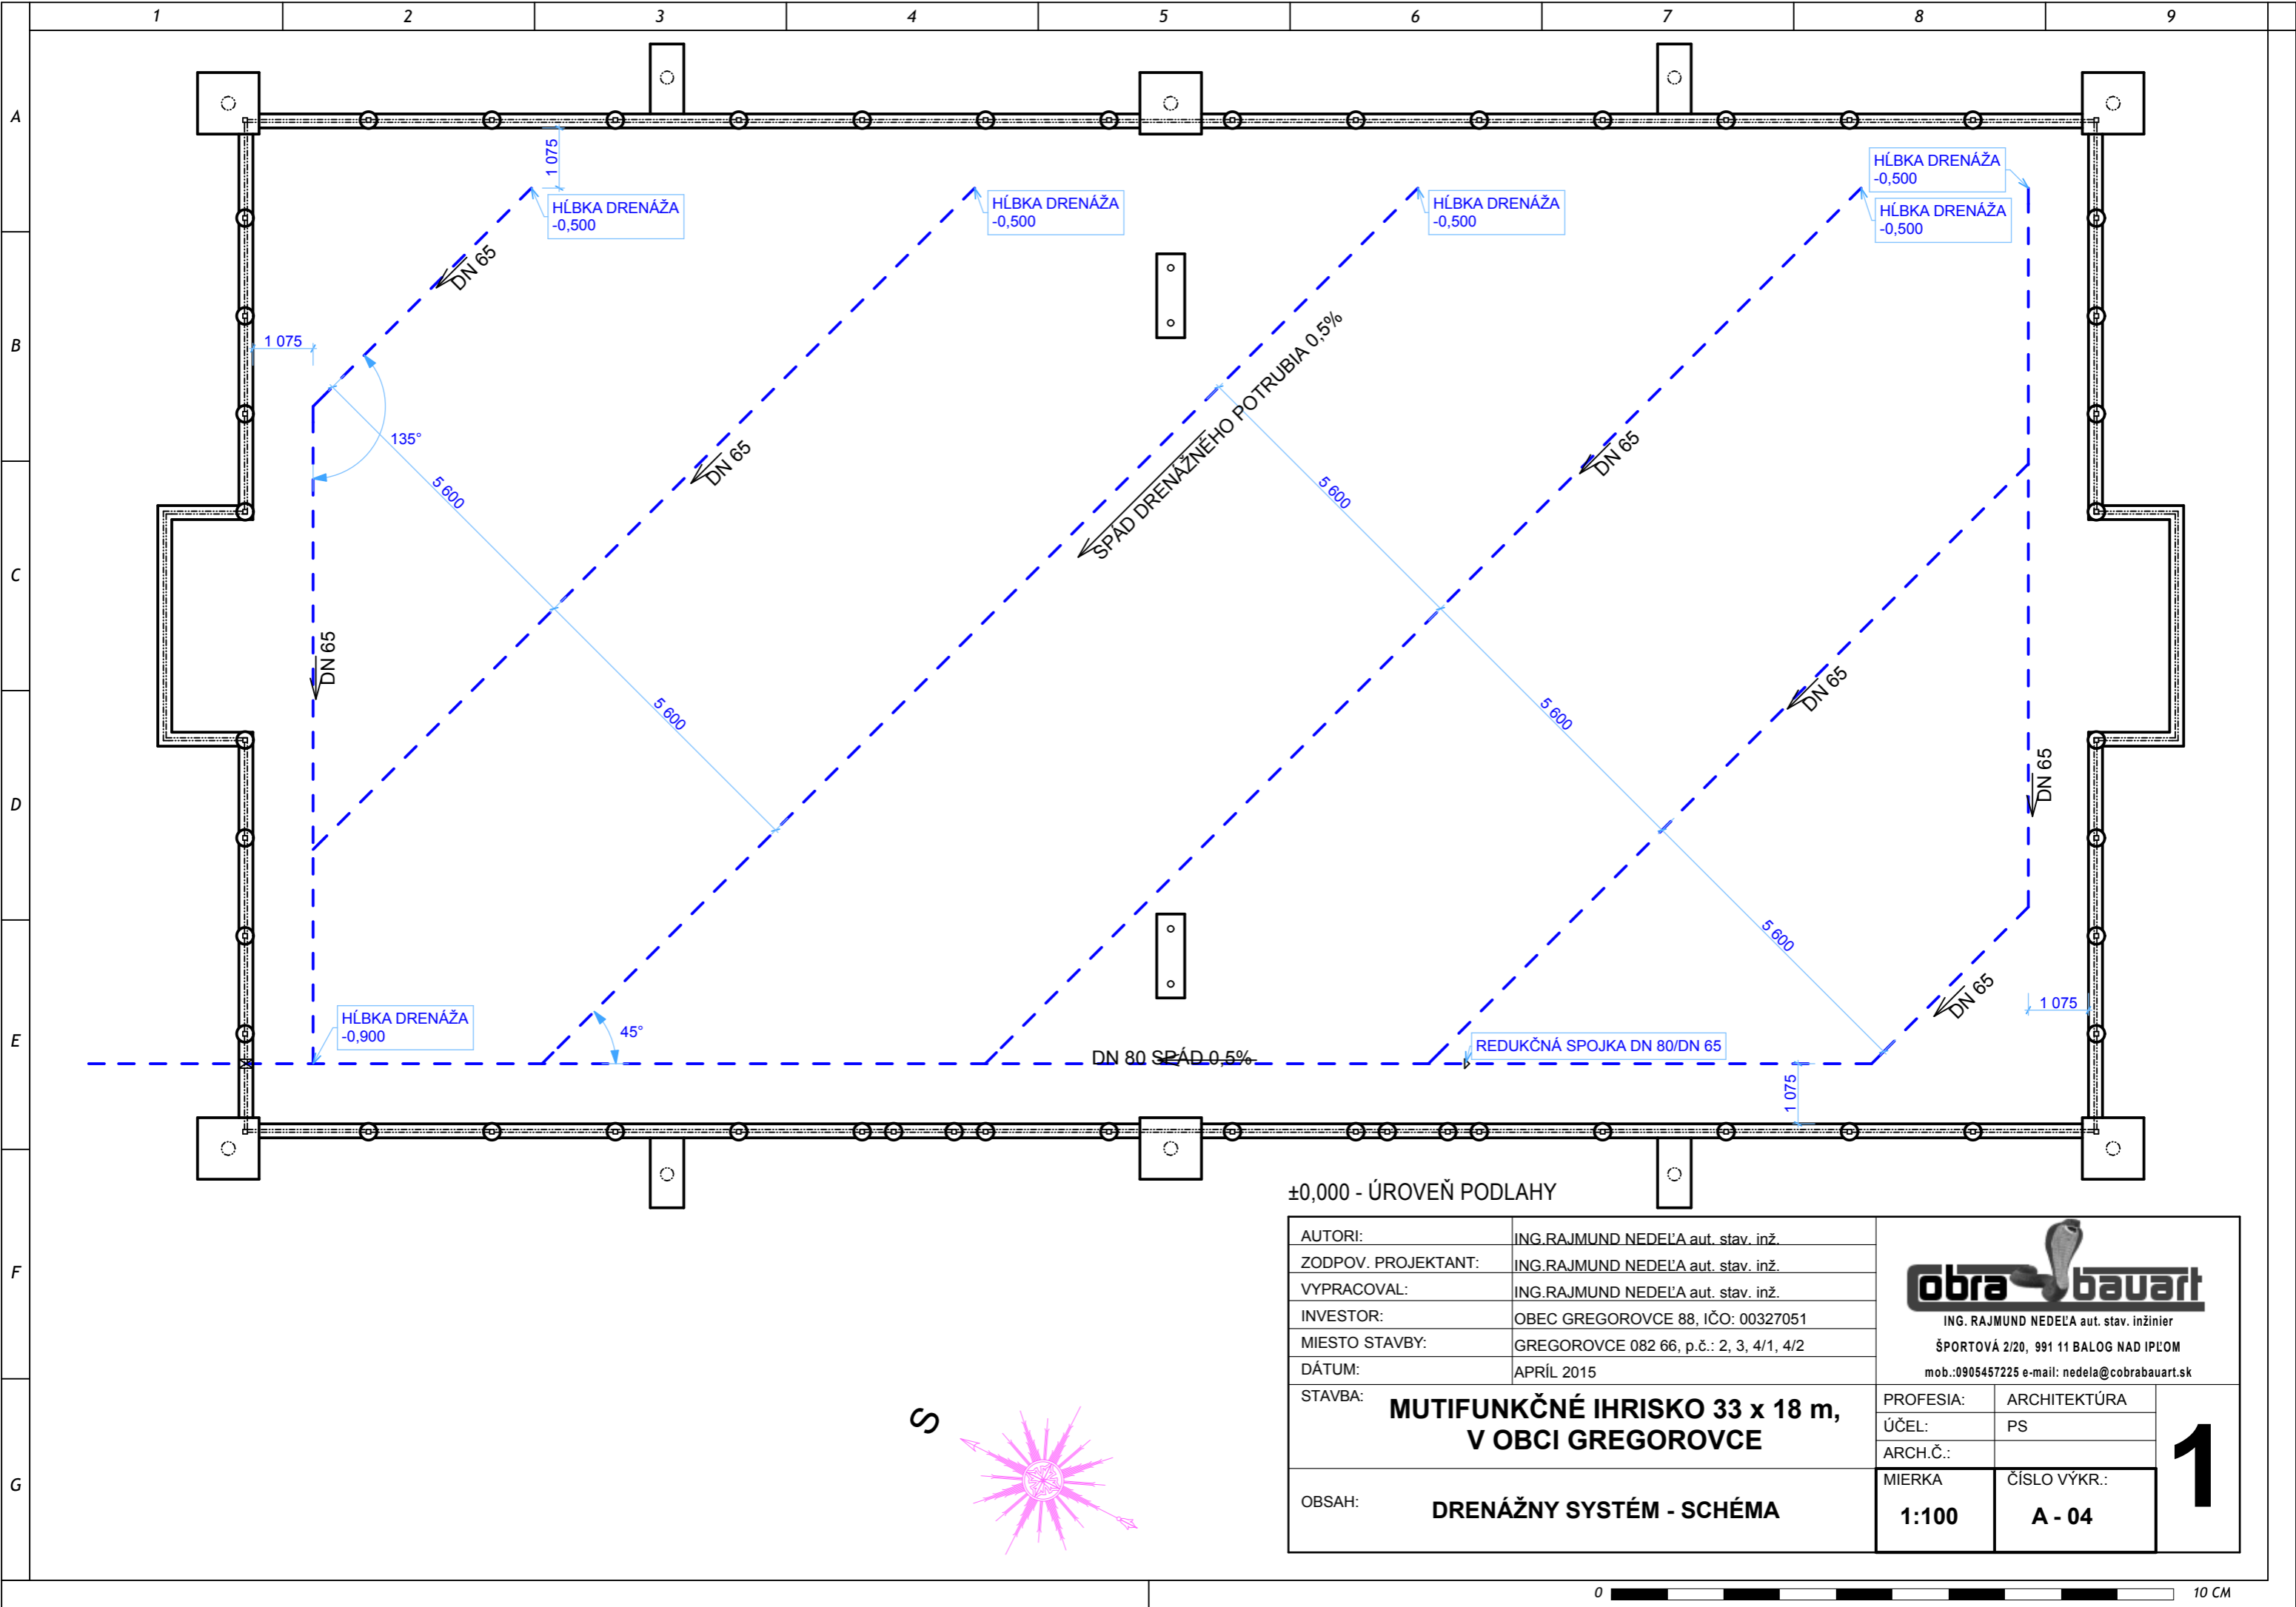 1 2 3 4 5 6 7 8 9
A
B
C
D
E
F
G
1 075
HĹBKA DRENÁŽA
-0,500
HĹBKA DRENÁŽA
-0,500
HĹBKA DRENÁŽA
-0,500
HĹBKA DRENÁŽA
-0,500
HĹBKA DRENÁŽA
-0,500
DN 65
1 075
135°
5 600
DN 65
SPÁD DRENÁŽNÉHO POTRUBIA 0,5%
5 600
DN 65
DN 65
5 600
5 600
DN 65
DN 65
5 600
DN 65
1 075
HĹBKA DRENÁŽA
-0,900
45°
DN 80 SPÁD 0,5%
REDUKČNÁ SPOJKA DN 80/DN 65
1 075
±0,000 - ÚROVEŇ PODLAHY
AUTORI: ING.RAJMUND NEDEĽA aut. stav. inž.
ZODPOV. PROJEKTANT: ING.RAJMUND NEDEĽA aut. stav. inž.
VYPRACOVAL: ING.RAJMUND NEDEĽA aut. stav. inž.
INVESTOR: OBEC GREGOROVCE 88, IČO: 00327051
MIESTO STAVBY: GREGOROVCE 082 66, p.č.: 2, 3, 4/1, 4/2
DÁTUM: APRÍL 2015
Cobra bauart
ING. RAJMUND NEDEĽA aut. stav. inžinier
ŠPORTOVÁ 2/20, 991 11 BALOG NAD IPĽOM
mob.:0905457225 e-mail: nedela@cobrabauart.sk
STAVBA: MUTIFUNKČNÉ IHRISKO 33 x 18 m,
V OBCI GREGOROVCE
PROFESIA: ARCHITEKTÚRA
ÚČEL: PS
ARCH.Č.:
1
OBSAH: DRENÁŽNY SYSTÉM - SCHÉMA
MIERKA
1:100
ČÍSLO VÝKR.:
A - 04
S
0 10 CM